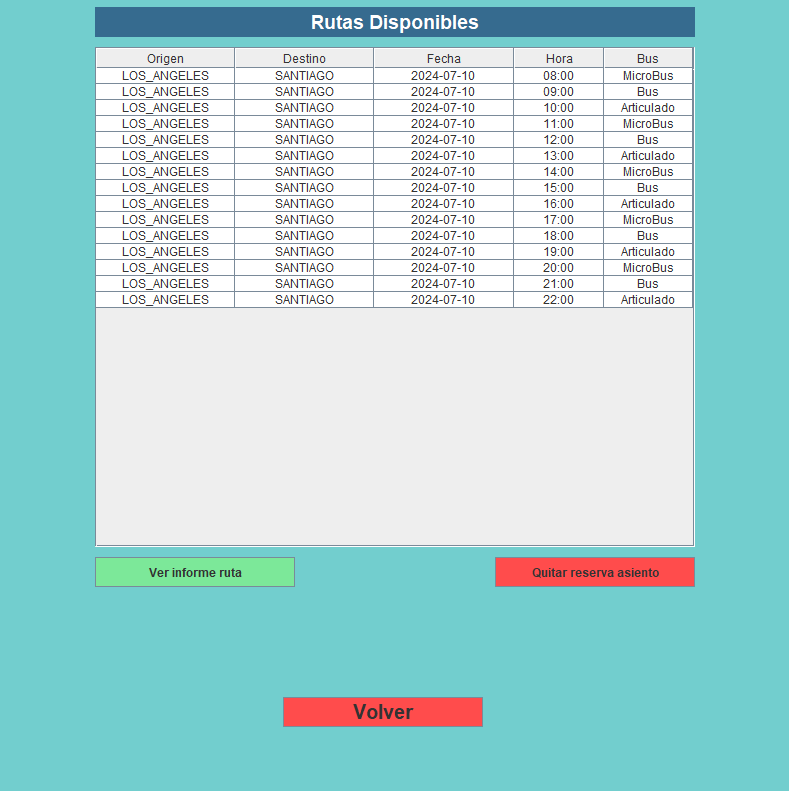 Rutas Disponibles
Origen Destino Fecha Hora Bus
LOS_ANGELES SANTIAGO 2024-07-10 08:00 MicroBus
LOS_ANGELES SANTIAGO 2024-07-10 09:00 Bus
LOS_ANGELES SANTIAGO 2024-07-10 10:00 Articulado
LOS_ANGELES SANTIAGO 2024-07-10 11:00 MicroBus
LOS_ANGELES SANTIAGO 2024-07-10 12:00 Bus
LOS_ANGELES SANTIAGO 2024-07-10 13:00 Articulado
LOS_ANGELES SANTIAGO 2024-07-10 14:00 MicroBus
LOS_ANGELES SANTIAGO 2024-07-10 15:00 Bus
LOS_ANGELES SANTIAGO 2024-07-10 16:00 Articulado
LOS_ANGELES SANTIAGO 2024-07-10 17:00 MicroBus
LOS_ANGELES SANTIAGO 2024-07-10 18:00 Bus
LOS_ANGELES SANTIAGO 2024-07-10 19:00 Articulado
LOS_ANGELES SANTIAGO 2024-07-10 20:00 MicroBus
LOS_ANGELES SANTIAGO 2024-07-10 21:00 Bus
LOS_ANGELES SANTIAGO 2024-07-10 22:00 Articulado
Ver informe ruta Quitar reserva asiento
Volver